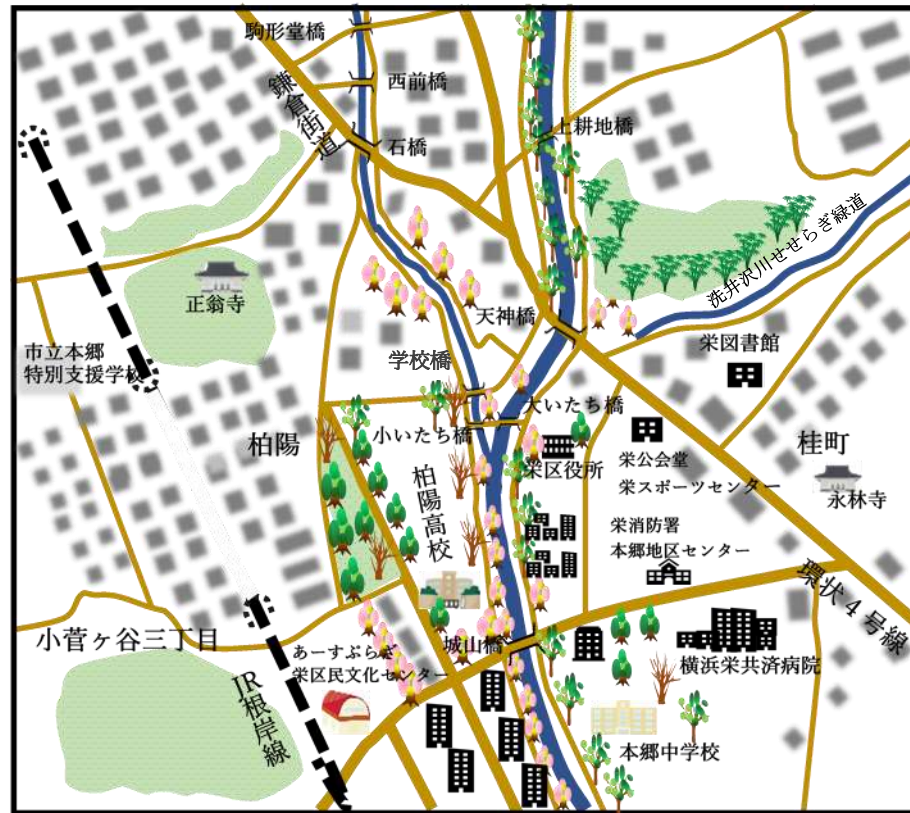 駒形堂橋
西前橋
鎌倉街道
石橋
上耕地橋
洗井沢川せせらぎ緑道
正翁寺
天神橋
栄図書館
市立本郷
特別支援学校
学校橋
大いたち橋
柏陽
小いたち橋
栄区役所
栄公会堂
栄スポーツセンター
桂町
永林寺
柏陽高校
栄消防署
本郷地区センター
環状4号線
小菅ヶ谷三丁目
あーすぷらざ
栄区民文化センター
城山橋
横浜栄共済病院
JR根岸線
本郷中学校